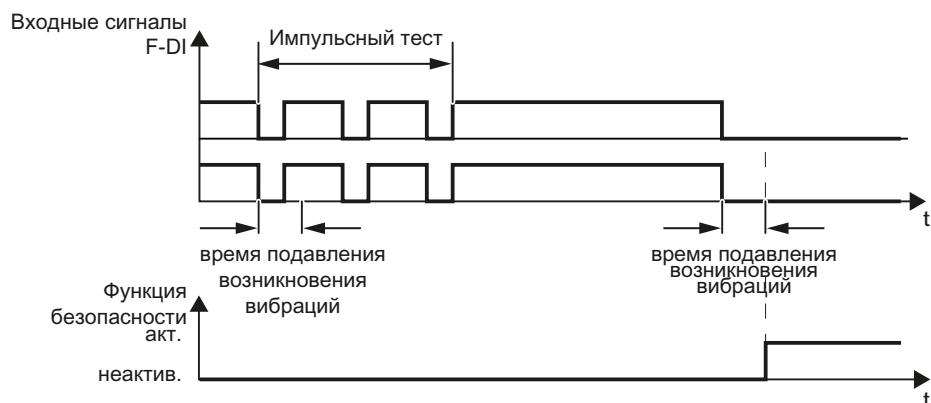 Входные сигналы
F-DI
Импульсный тест
t
время подавления
возникновения
вибраций
время подавления
возникновения
вибраций
Функция
безопасности
акт.
неактив.
t